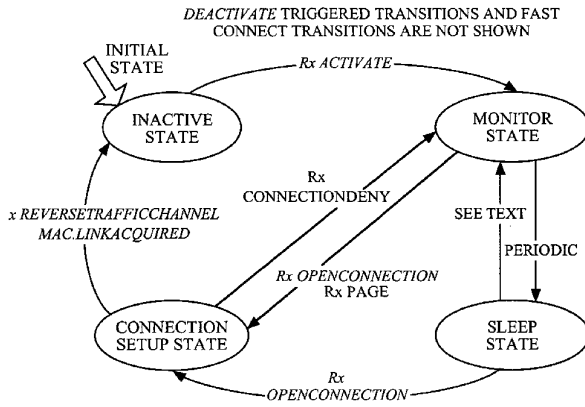 DEACTIVATE TRIGGERED TRANSITIONS AND FAST
CONNECT TRANSITIONS ARE NOT SHOWN
INITIAL
STATE
Rx ACTIVATE
INACTIVE
STATE
MONITOR
STATE
Rx
CONNECTIONDENY
x REVERSETRAFFICCHANNEL
MAC.LINKACQUIRED
SEE TEXT
PERIODIC
Rx OPENCONNECTION
Rx PAGE
CONNECTION
SETUP STATE
SLEEP
STATE
Rx
OPENCONNECTION